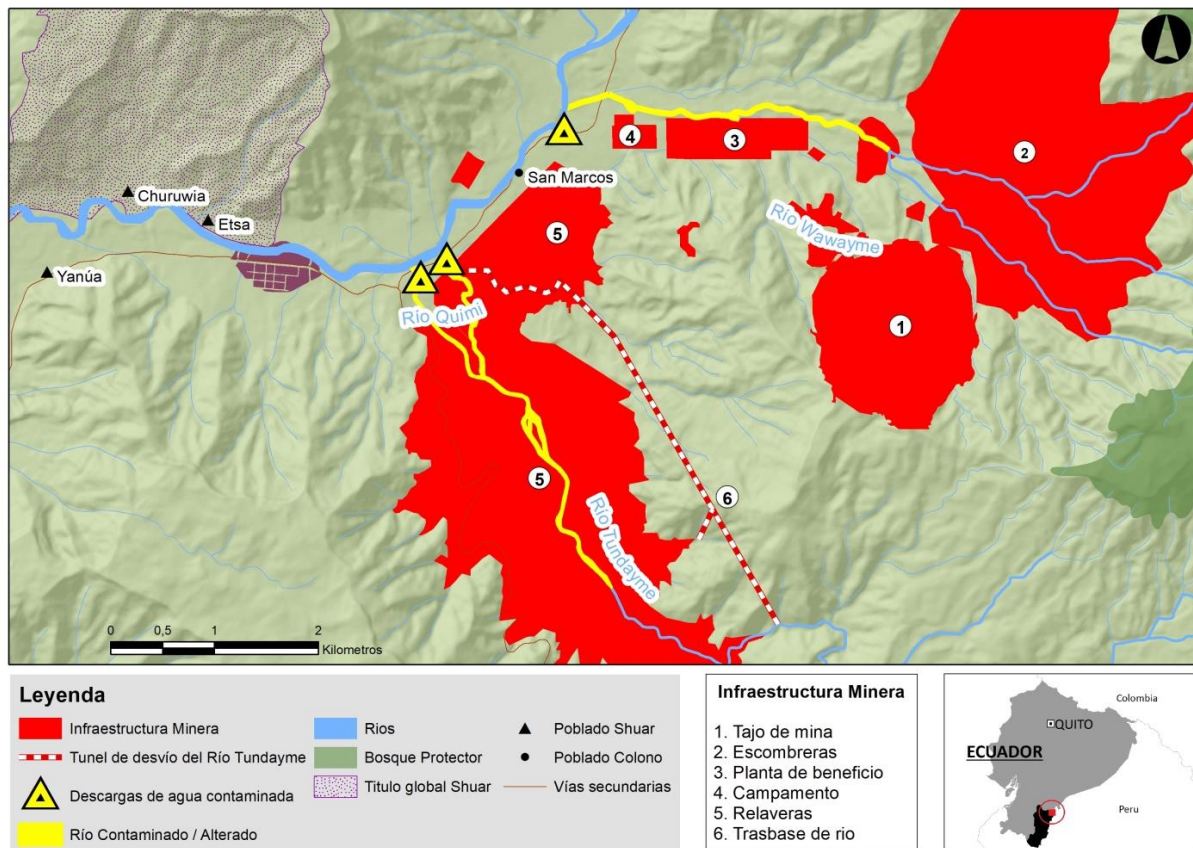 2
4
3
San Marcos
Churuwia
Río Wawayme
Etsa
5
Yanúa
Río Quimi
1
5
6
Río Tundayme
0 0,5 1 2
Kilometros
Leyenda
Infraestructura Minera
Tunel de desvío del Río Tundayme
Descargas de agua contaminada
Río Contaminado / Alterado
Rios
Bosque Protector
Titulo global Shuar
Poblado Shuar
Poblado Colono
Vías secundarias
Infraestructura Minera
1. Tajo de mina
2. Escombreras
3. Planta de beneficio
4. Campamento
5. Relaveras
6. Trasbase de rio
Colombia
QUITO
ECUADOR
Peru